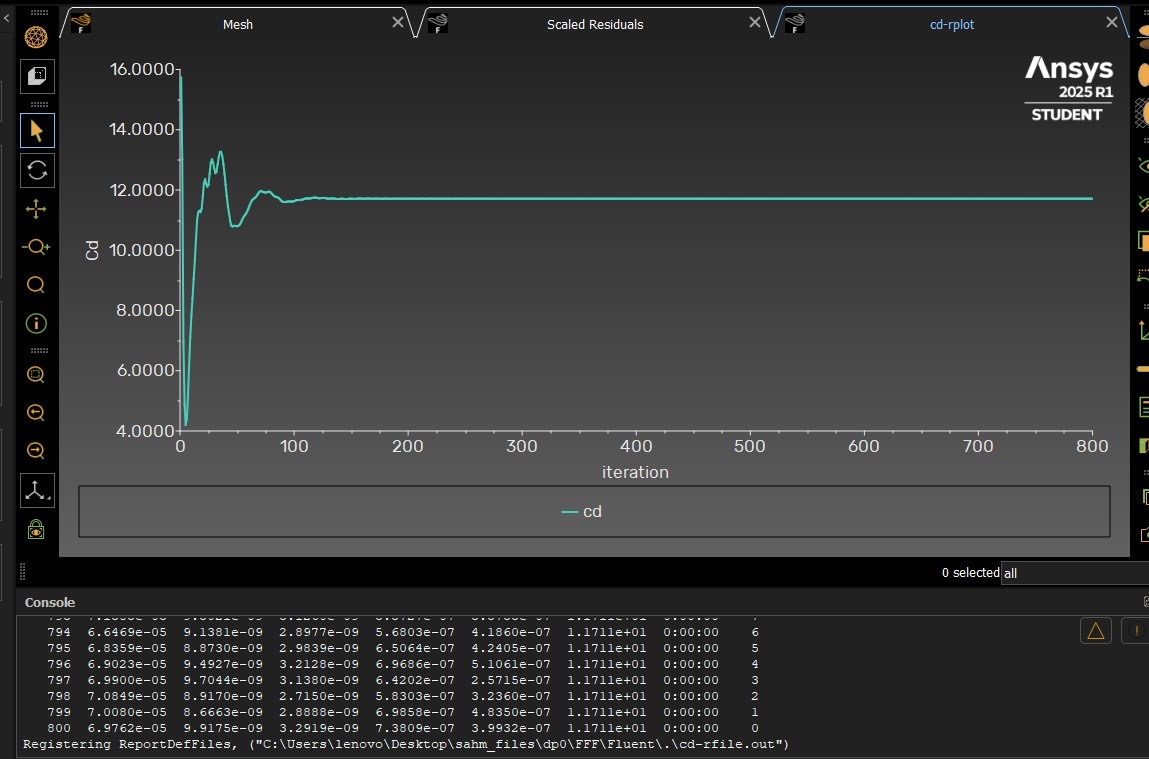 Mesh
Scaled Residuals
cd-rplot
Ansys
2025 R1
STUDENT
16.0000
14.0000
12.0000
10.0000
8.0000
6.0000
4.0000
Cd
0 100 200 300 400 500 600 700 800
iteration
cd
0 selected all
Console
794 6.6469e-05 9.1381e-09 2.8977e-09 5.6803e-07 4.1860e-07 1.1711e+01 0:00:00 6
795 6.8359e-05 8.8730e-09 2.9839e-09 6.5064e-07 4.2405e-07 1.1711e+01 0:00:00 5
796 6.9023e-05 9.4927e-09 3.2128e-09 6.9686e-07 5.1061e-07 1.1711e+01 0:00:00 4
797 6.9900e-05 9.7044e-09 3.1380e-09 6.4202e-07 2.5715e-07 1.1711e+01 0:00:00 3
798 7.0849e-05 8.9170e-09 2.7150e-09 5.8303e-07 3.2360e-07 1.1711e+01 0:00:00 2
799 7.0080e-05 8.6663e-09 2.8888e-09 6.9858e-07 4.8350e-07 1.1711e+01 0:00:00 1
800 6.9762e-05 9.9175e-09 3.2919e-09 7.3809e-07 3.9932e-07 1.1711e+01 0:00:00 0
Registering ReportDefFiles, ("C:\Users\lenovo\Desktop\sahm_files\dp0\FFF\Fluent\.\cd-rfile.out")